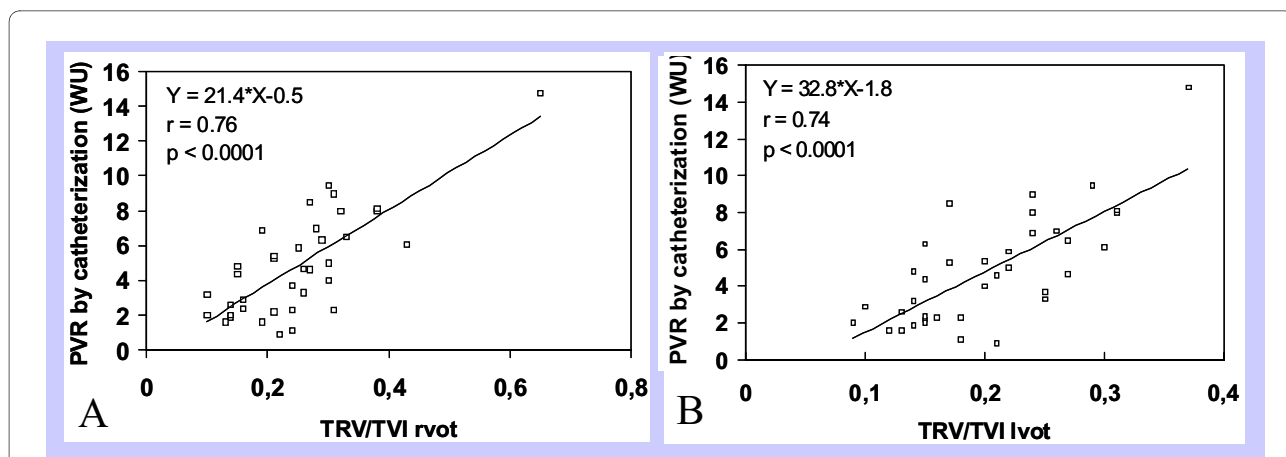 PVR by catheterization (WU)
16
14
12
10
8
6
4
2
0
Y = 21.4*X-0.5
r = 0.76
p < 0.0001
0 0,2 0,4 0,6 0,8
A
TRV/TVI rvot
PVR by catheterization (WU)
16
14
12
10
8
6
4
2
0
Y = 32.8*X-1.8
r = 0.74
p < 0.0001
0 0,1 0,2 0,3 0,4
B
TRV/TVI lvot